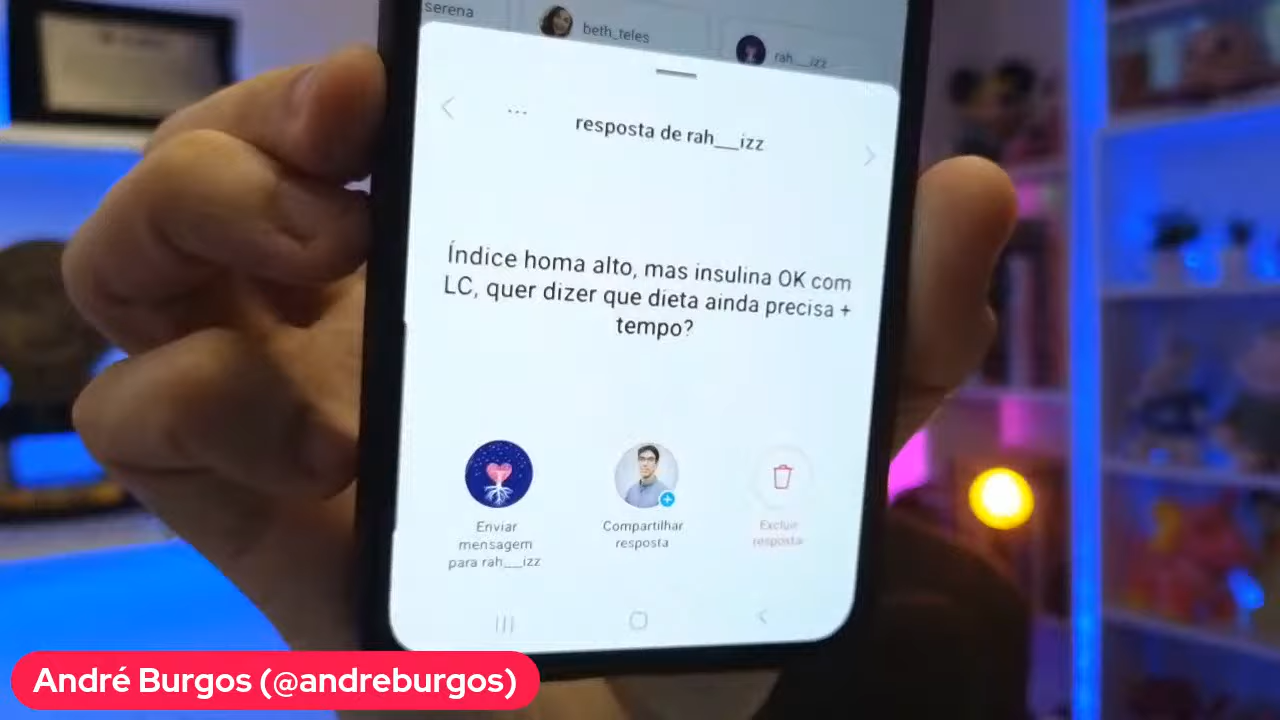 serena
beth_teles
rah__izz
...
resposta de rah__izz
Índice homa alto, mas insulina OK com
LC, quer dizer que dieta ainda precisa +
tempo?
Enviar
mensagem
para rah__izz
Compartilhar
resposta
Excluir
resposta
André Burgos (@andreburgos)